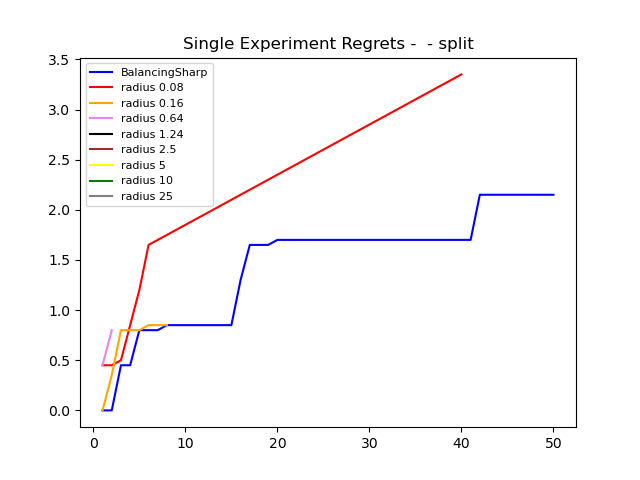 Single Experiment Regrets -  - split
3.5
3.0
2.5
2.0
1.5
1.0
0.5
0.0
BalancingSharp
radius 0.08
radius 0.16
radius 0.64
radius 1.24
radius 2.5
radius 5
radius 10
radius 25
0 10 20 30 40 50